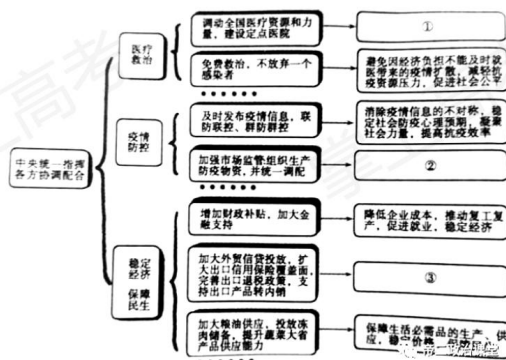 调动全国医疗资源和力
量，建设定点医院
①
医疗
救治
免费救治，不放弃一个
感染者
避免因经济负担不能及时就
医带来的疫情扩散，减轻抗
疫资源压力，促进社会公平
••••••
及时发布疫情信息，联
防联控、群防群控
消除疫情信息的不对称，稳
定社会防疫心理预期，凝聚
社会力量，提高抗疫效率
疫情
防控
加强市场监管;组织生产
防疫物资，并统一调配
②
••••••
中央统一指挥
各方协调配合
增加财政补贴，加大金
融支持
降低企业成本，推动复工复
产，促进就业，稳定经济
稳定
经济
保障
民生
加大外贸信贷投放，扩
大出口信用保险覆盖面，
完善出口退税政策，支
持出口产品转内销
③
加大粮油供应，投放冻
肉储备，提升蔬菜大省
产品供应能力
保障生活必需品的生产、供
应，稳定价格，
••••••